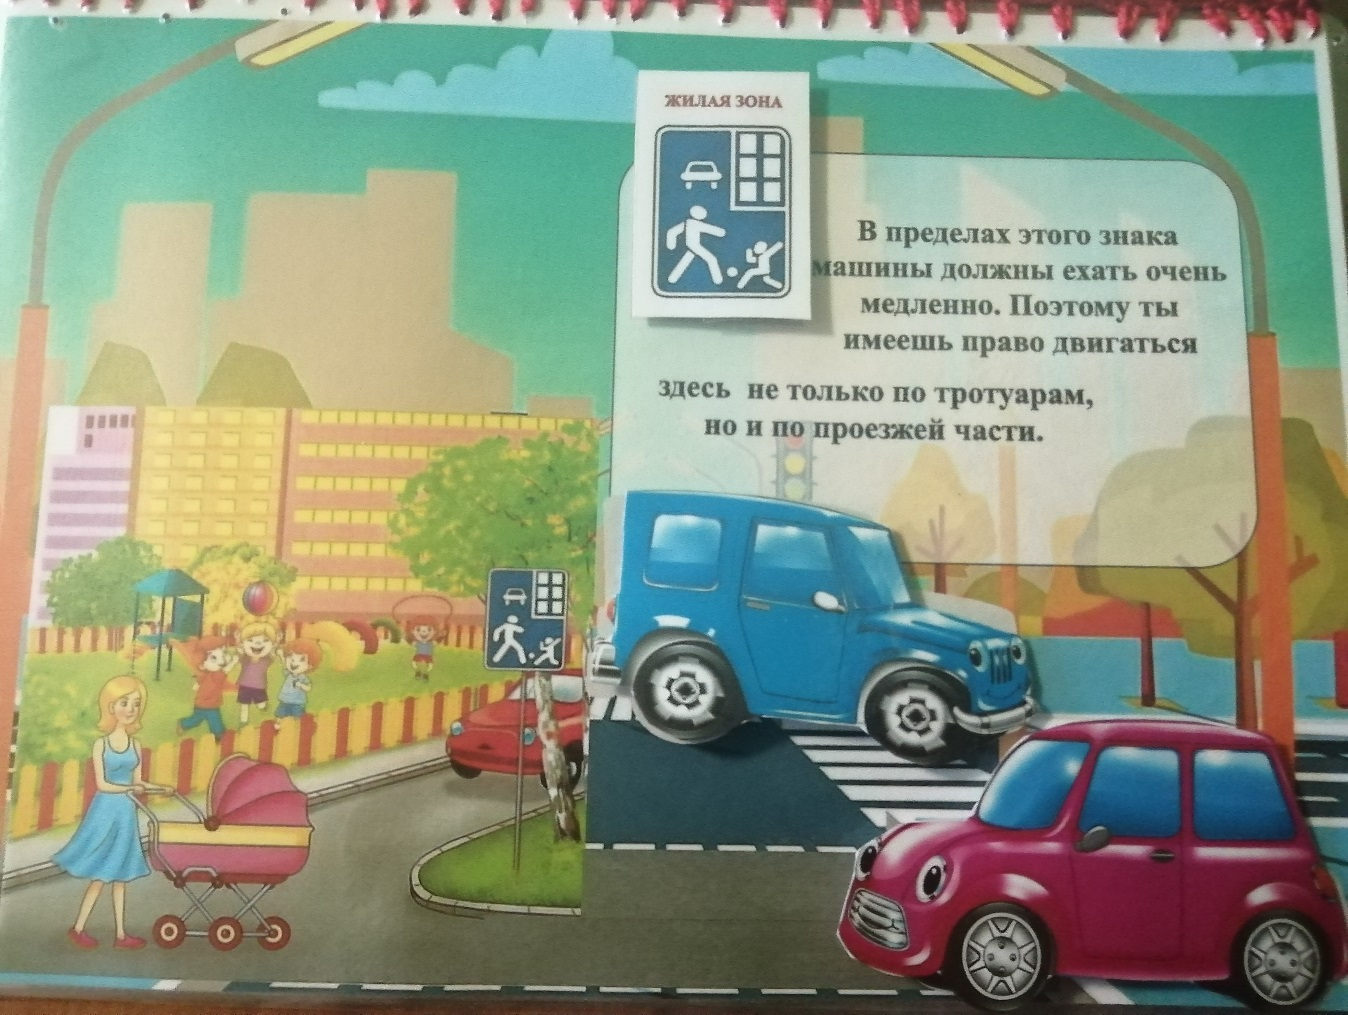 ЖИЛАЯ ЗОНА
В пределах этого знака
машины должны ехать очень
медленно. Поэтому ты
имеешь право двигаться
здесь не только по тротуарам,
но и по проезжей части.